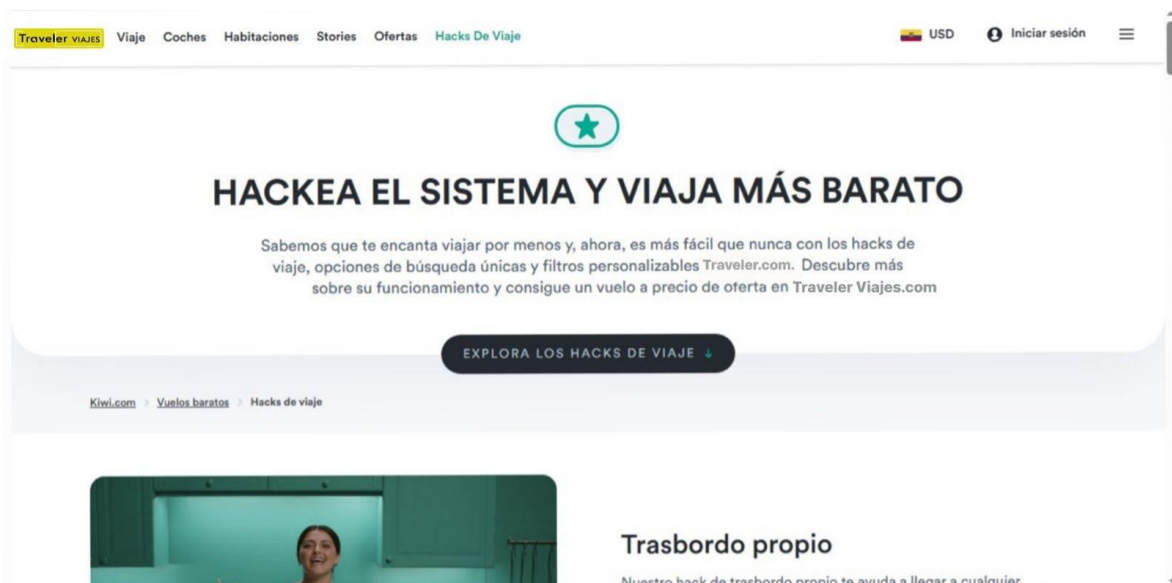 Traveler VIAJES Viaje Coches Habitaciones Stories Ofertas Hacks De Viaje USD Iniciar sesión
HACKEA EL SISTEMA Y VIAJA MÁS BARATO
Sabemos que te encanta viajar por menos y, ahora, es más fácil que nunca con los hacks de
viaje, opciones de búsqueda únicas y filtros personalizables Traveler.com. Descubre más
sobre su funcionamiento y consigue un vuelo a precio de oferta en Traveler Viajes.com
EXPLORA LOS HACKS DE VIAJE ↓
Kiwi.com > Vuelos baratos > Hacks de viaje
Trasbordo propio
Nuestro hack de trasbordo propio te ayuda a llegar a cualquier